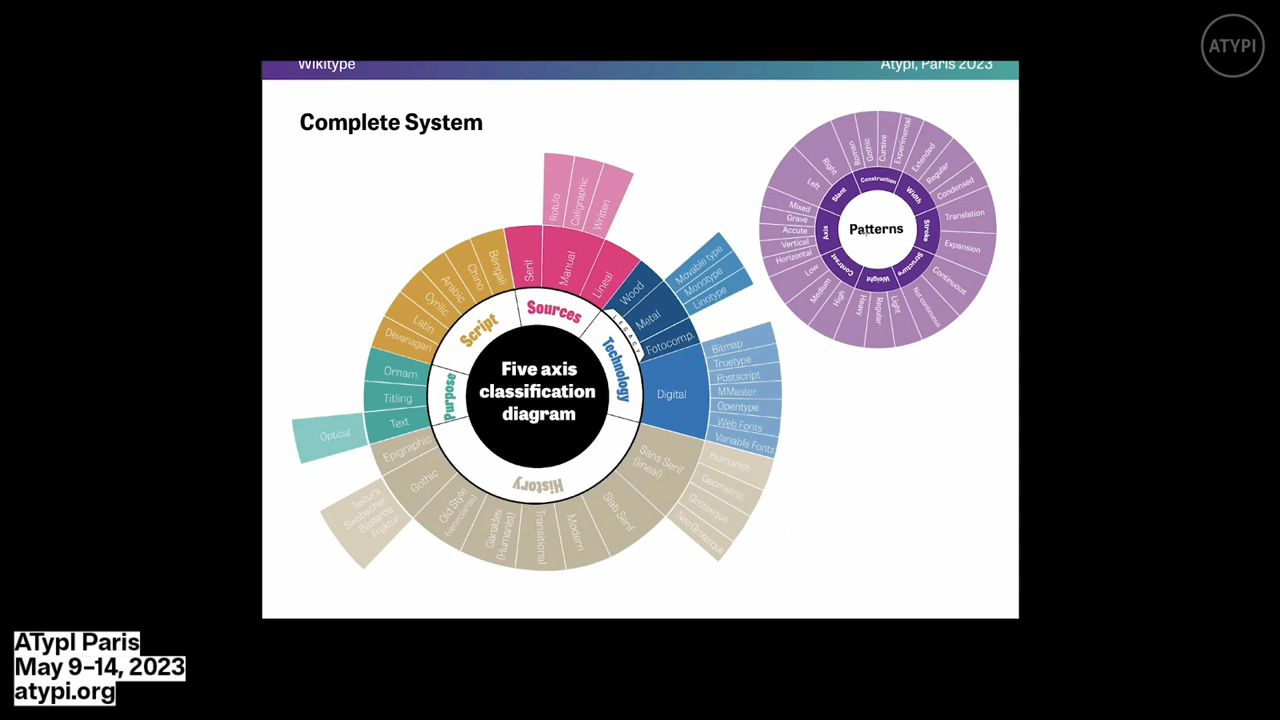 ATYPI
Wikitype
Atypi, Paris 2023
Complete System
Five axis
classification
diagram
Sources
Serif
Manual
Lineal
Rotulo
Caligraphic
Written
Technology
LEGACY
Wood
Metal
Fotocomp.
Digital
Movable type
Monotype
Linotype
Bitmap
Truetype
Postscript
MMaster
Opentype
Web Fonts
Variable Fonts
History
Sans Serif
(lineal)
Humanist
Geometric
Grotesque
Neo Grotesque
Slab Serif
Modern
Transitional
Garaldes
(Humanist)
Old Style
(venecianas)
Gothic
Epigraphic
Textura
Swabacher
Bastarda
Fraktur
Purpose
Text
Titling
Ornam.
Optical
Script
Devanagari
Latin
Cyrilic
Arabic
Chino
Bengali
Patterns
Construction
Roman
Gothic
Cursive
Experimental
Width
Extended
Regular
Condensed
Stroke
Translation
Expansion
Structure
Continuous
Not continuous
Weight
Light
Regular
Heavy
Contrast
High
Medium
Low
Axis
Horizontal
Vertical
Accute
Grave
Mixed
Slant
Left
Right
ATypI Paris
May 9–14, 2023
atypi.org